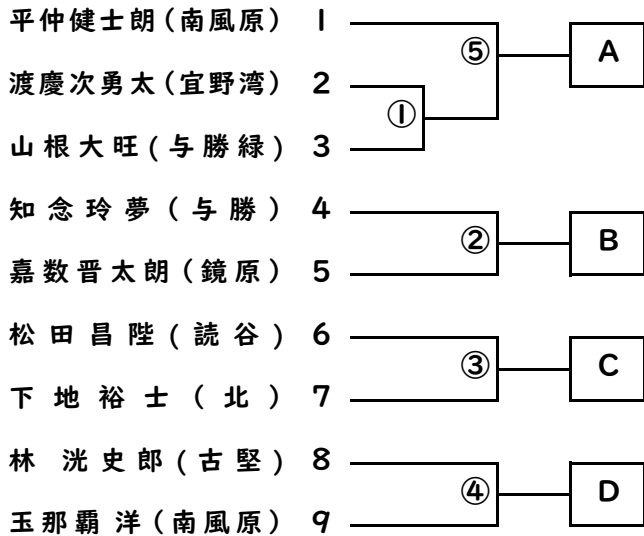 平仲健士朗(南風原) 1
⑤ A
渡慶次勇太(宜野湾) 2
①
山根大旺(与勝緑) 3
知念玲夢(与勝) 4
② B
嘉数晋太朗(鏡原) 5
松田昌陛(読谷) 6
③ C
下地裕士(北) 7
林 洸史郎(古堅) 8
④ D
玉那覇洋(南風原) 9